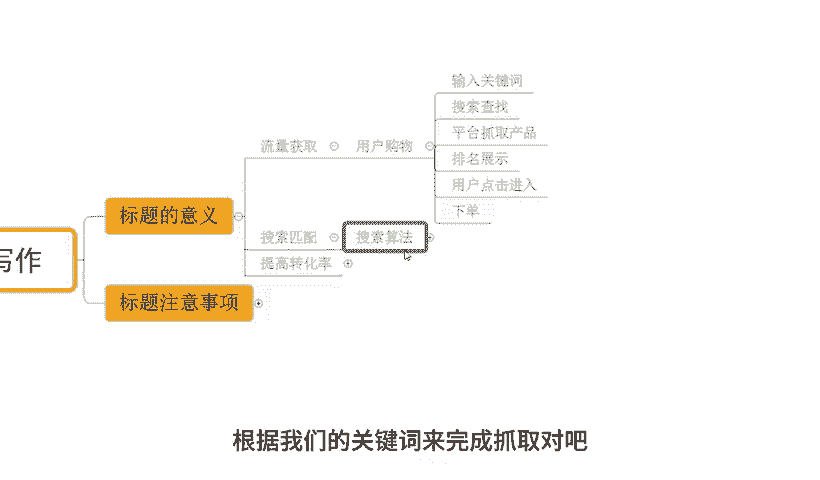 输入关键词
搜索查找
平台抓取产品
流量获取
用户购物
排名展示
用户点击进入
下单
标题的意义
搜索匹配
搜索算法
写作
提高转化率
标题注意事项
根据我们的关键词来完成抓取对吧